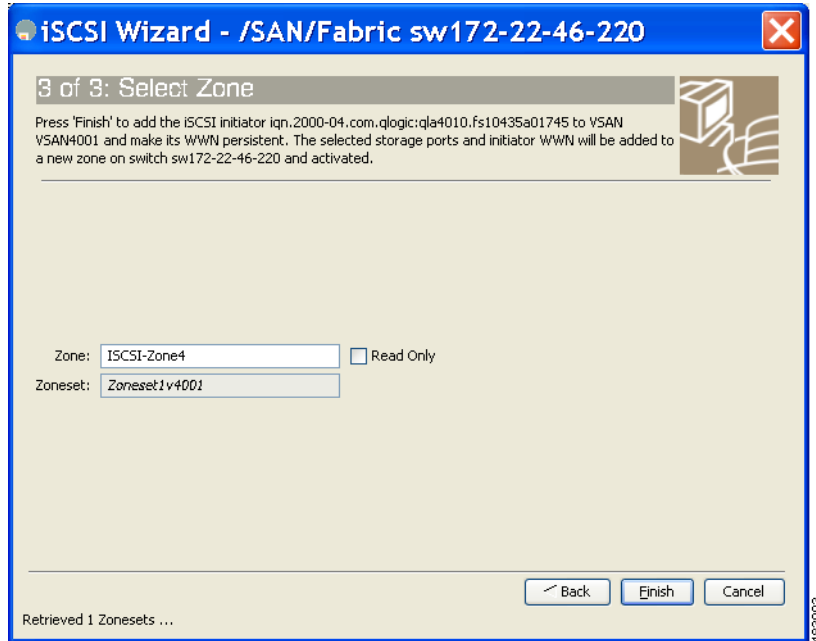 iSCSI Wizard - /SAN/Fabric sw172-22-46-220
3 of 3: Select Zone
Press 'Finish' to add the iSCSI initiator iqn.2000-04.com.qlogic:qla4010.fs10435a01745 to VSAN
VSAN4001 and make its WWN persistent. The selected storage ports and initiator WWN will be added to
a new zone on switch sw172-22-46-220 and activated.
Zone: ISCSI-Zone4 Read Only
Zoneset: Zoneset1v4001
Back Finish Cancel
Retrieved 1 Zonesets ...